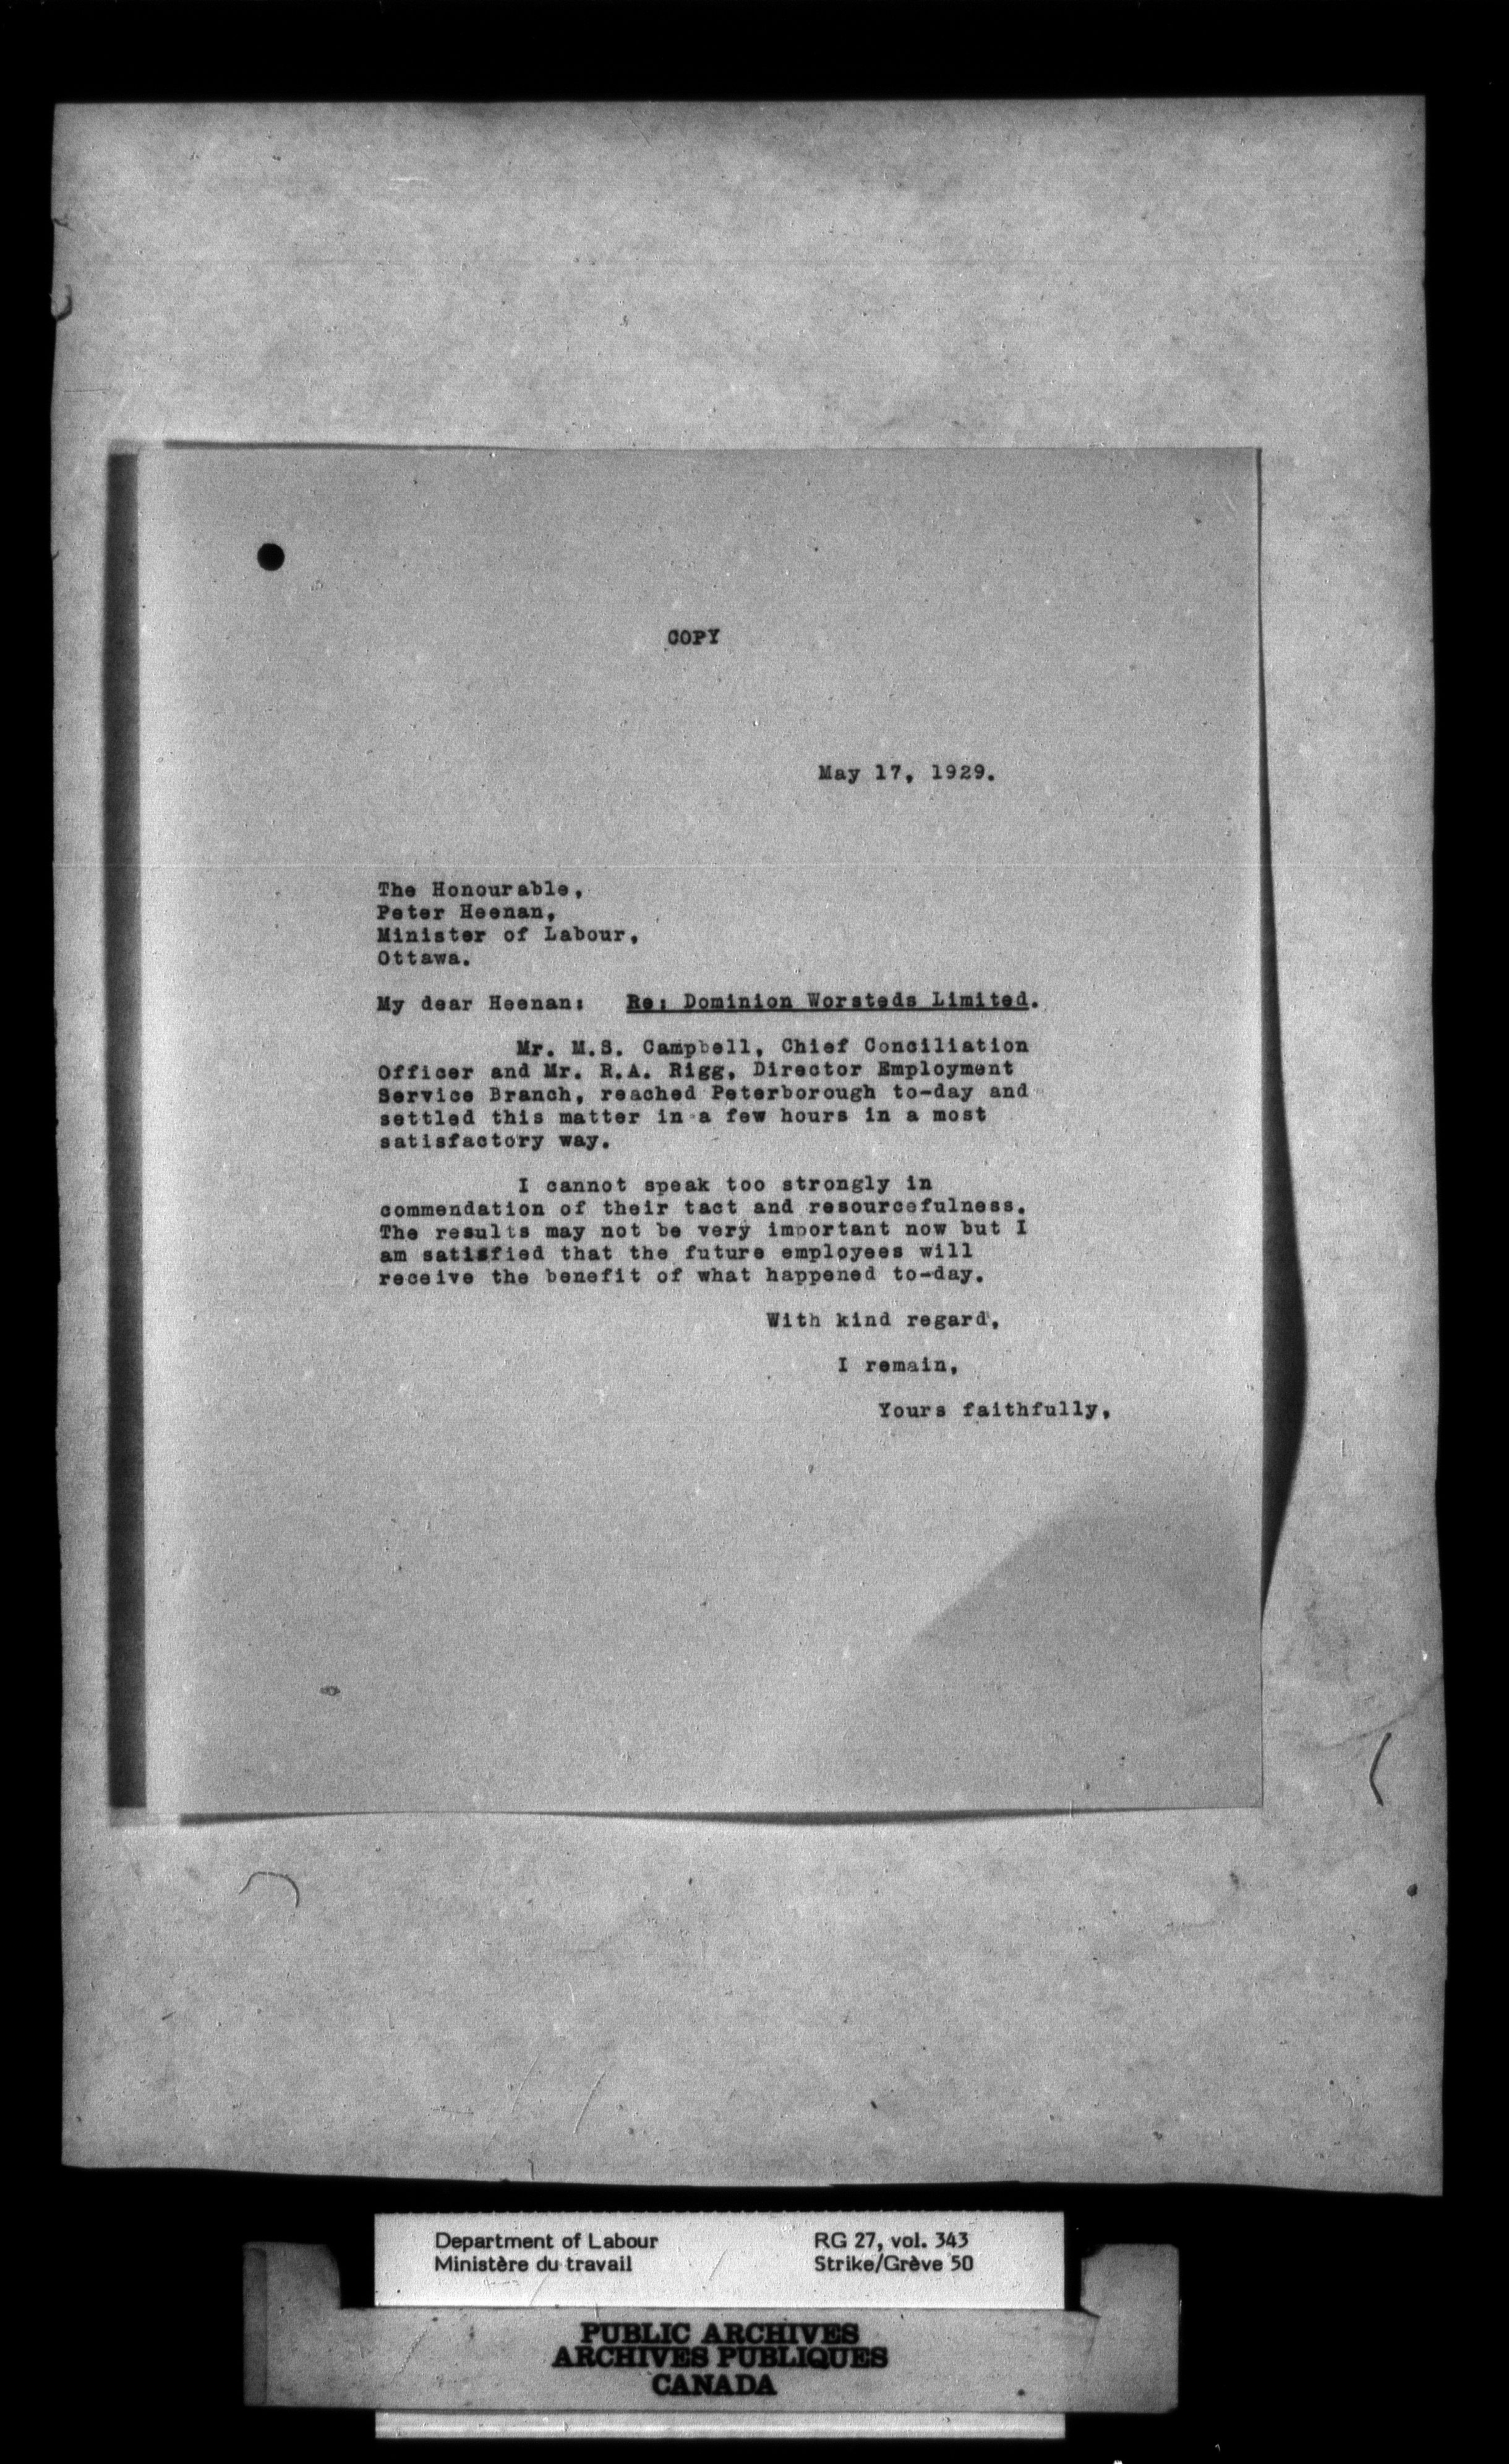 COPY
May 17, 1929.
The Honourable,
Peter Heenan,
Minister of Labour,
Ottawa.
My dear Heenan: Re: Dominion Worsteds Limited.
Mr. M.S. Campbell, Chief Conciliation
Officer and Mr. R.A. Rigg, Director Employment
Service Branch, reached Peterborough to-day and
settled this matter in a few hours in a most
satisfactory way.
I cannot speak too strongly in
commendation of their tact and resourcefulness.
The results may not be very important now but I
am satisfied that the future employees will
receive the benefit of what happened to-day.
With kind regard,
I remain,
Yours faithfully,
Department of Labour RG 27, vol. 343
Ministère du travail Strike/Grève 50
PUBLIC ARCHIVES
ARCHIVES PUBLIQUES
CANADA